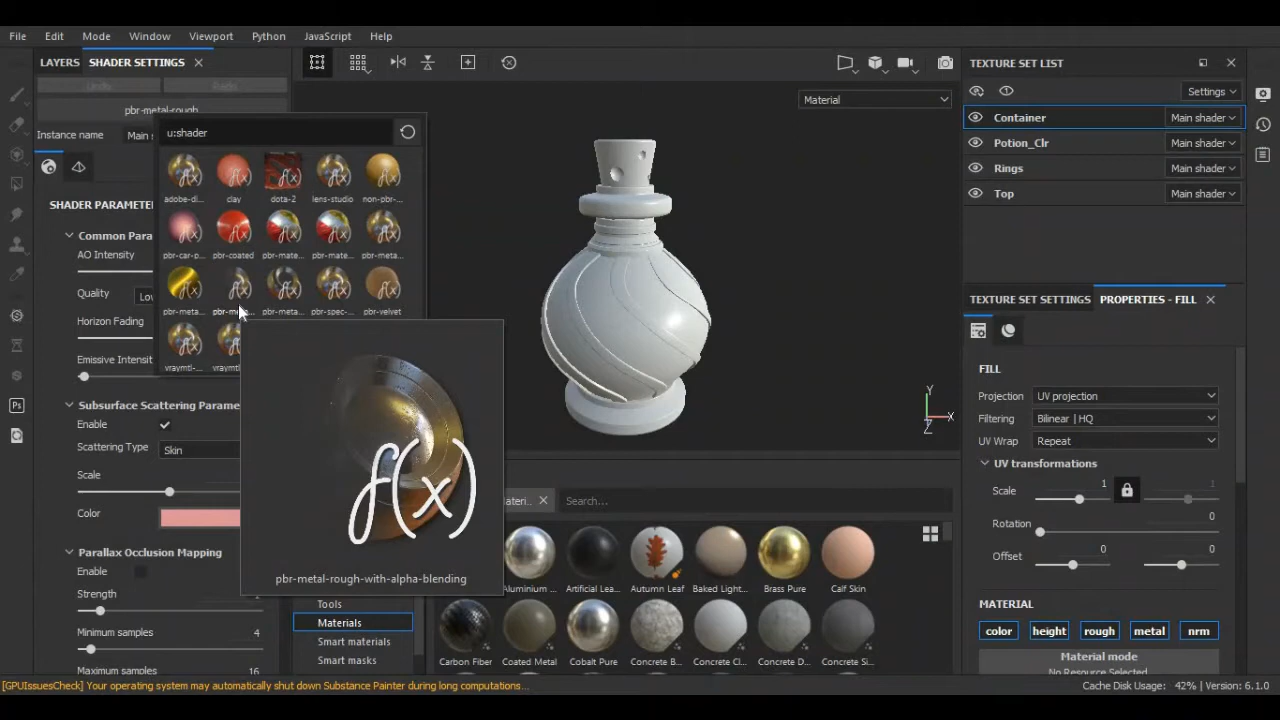 File Edit Mode Window Viewport Python Help
LAYERS SHADER SETTINGS
Undo Redo
pbr-metal-rough
Instance name Main s
u:shader
adobe-di... clay dota-2 lens-studio non-pbr-...
pbr-car-p... pbr-coated pbr-mate... pbr-mate... pbr-meta...
pbr-meta... pbr-me... pbr-meta... pbr-spec-... pbr-velvet
vraymtl-... vraymtl-
SHADER PARAMETE
Common Para
AO Intensity
Quality Lo
Horizon Fading
Emissive Intensit
Subsurface Scattering Parame
Enable
Scattering Type Skin
Scale
Color
Parallax Occlusion Mapping
Enable
Strength
Minimum samples 4
Maximum samples 16
f(x)
pbr-metal-rough-with-alpha-blending
Material
Y
X
Z
Tools
Materials
Smart materials
Smart masks
ateri... Search...
Aluminium ... Artificial Lea... Autumn Leaf Baked Light... Brass Pure Calf Skin
Carbon Fiber Coated Metal Cobalt Pure Concrete B... Concrete Cl... Concrete D... Concrete Si...
TEXTURE SET LIST
Settings
Container Main shader
Potion_Clr Main shader
Rings Main shader
Top Main shader
TEXTURE SET SETTINGS PROPERTIES - FILL
FILL
Projection UV projection
Filtering Bilinear | HQ
UV Wrap Repeat
UV transformations
Scale 1 1
Rotation 0
Offset 0 0
MATERIAL
color height rough metal nrm
Material mode
No Resource Selected
Ps
[GPUIssuesCheck] Your operating system may automatically shut down Substance Painter during long computations...
Cache Disk Usage: 42% | Version: 6.1.0